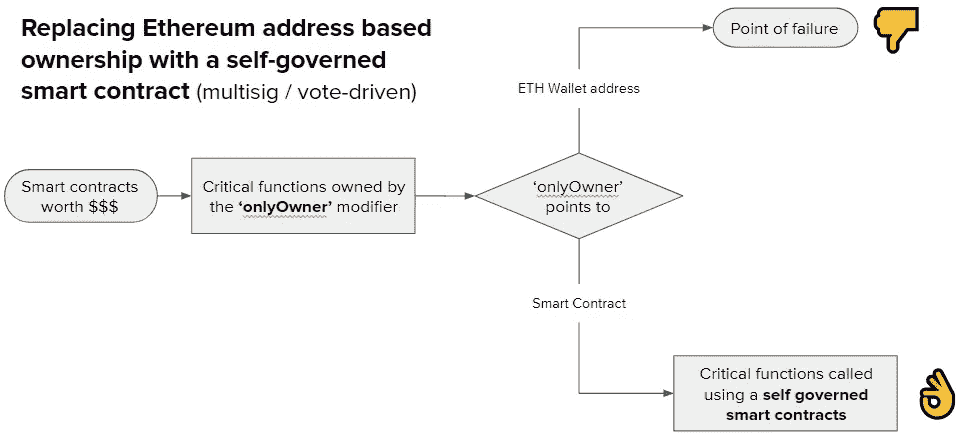 Replacing Ethereum address based
ownership with a self-governed
smart contract (multisig / vote-driven)
Point of failure
ETH Wallet address
Smart contracts
worth $$$
Critical functions owned by
the ‘onlyOwner’ modifier
‘onlyOwner’
points to
Smart Contract
Critical functions called
using a self governed
smart contracts